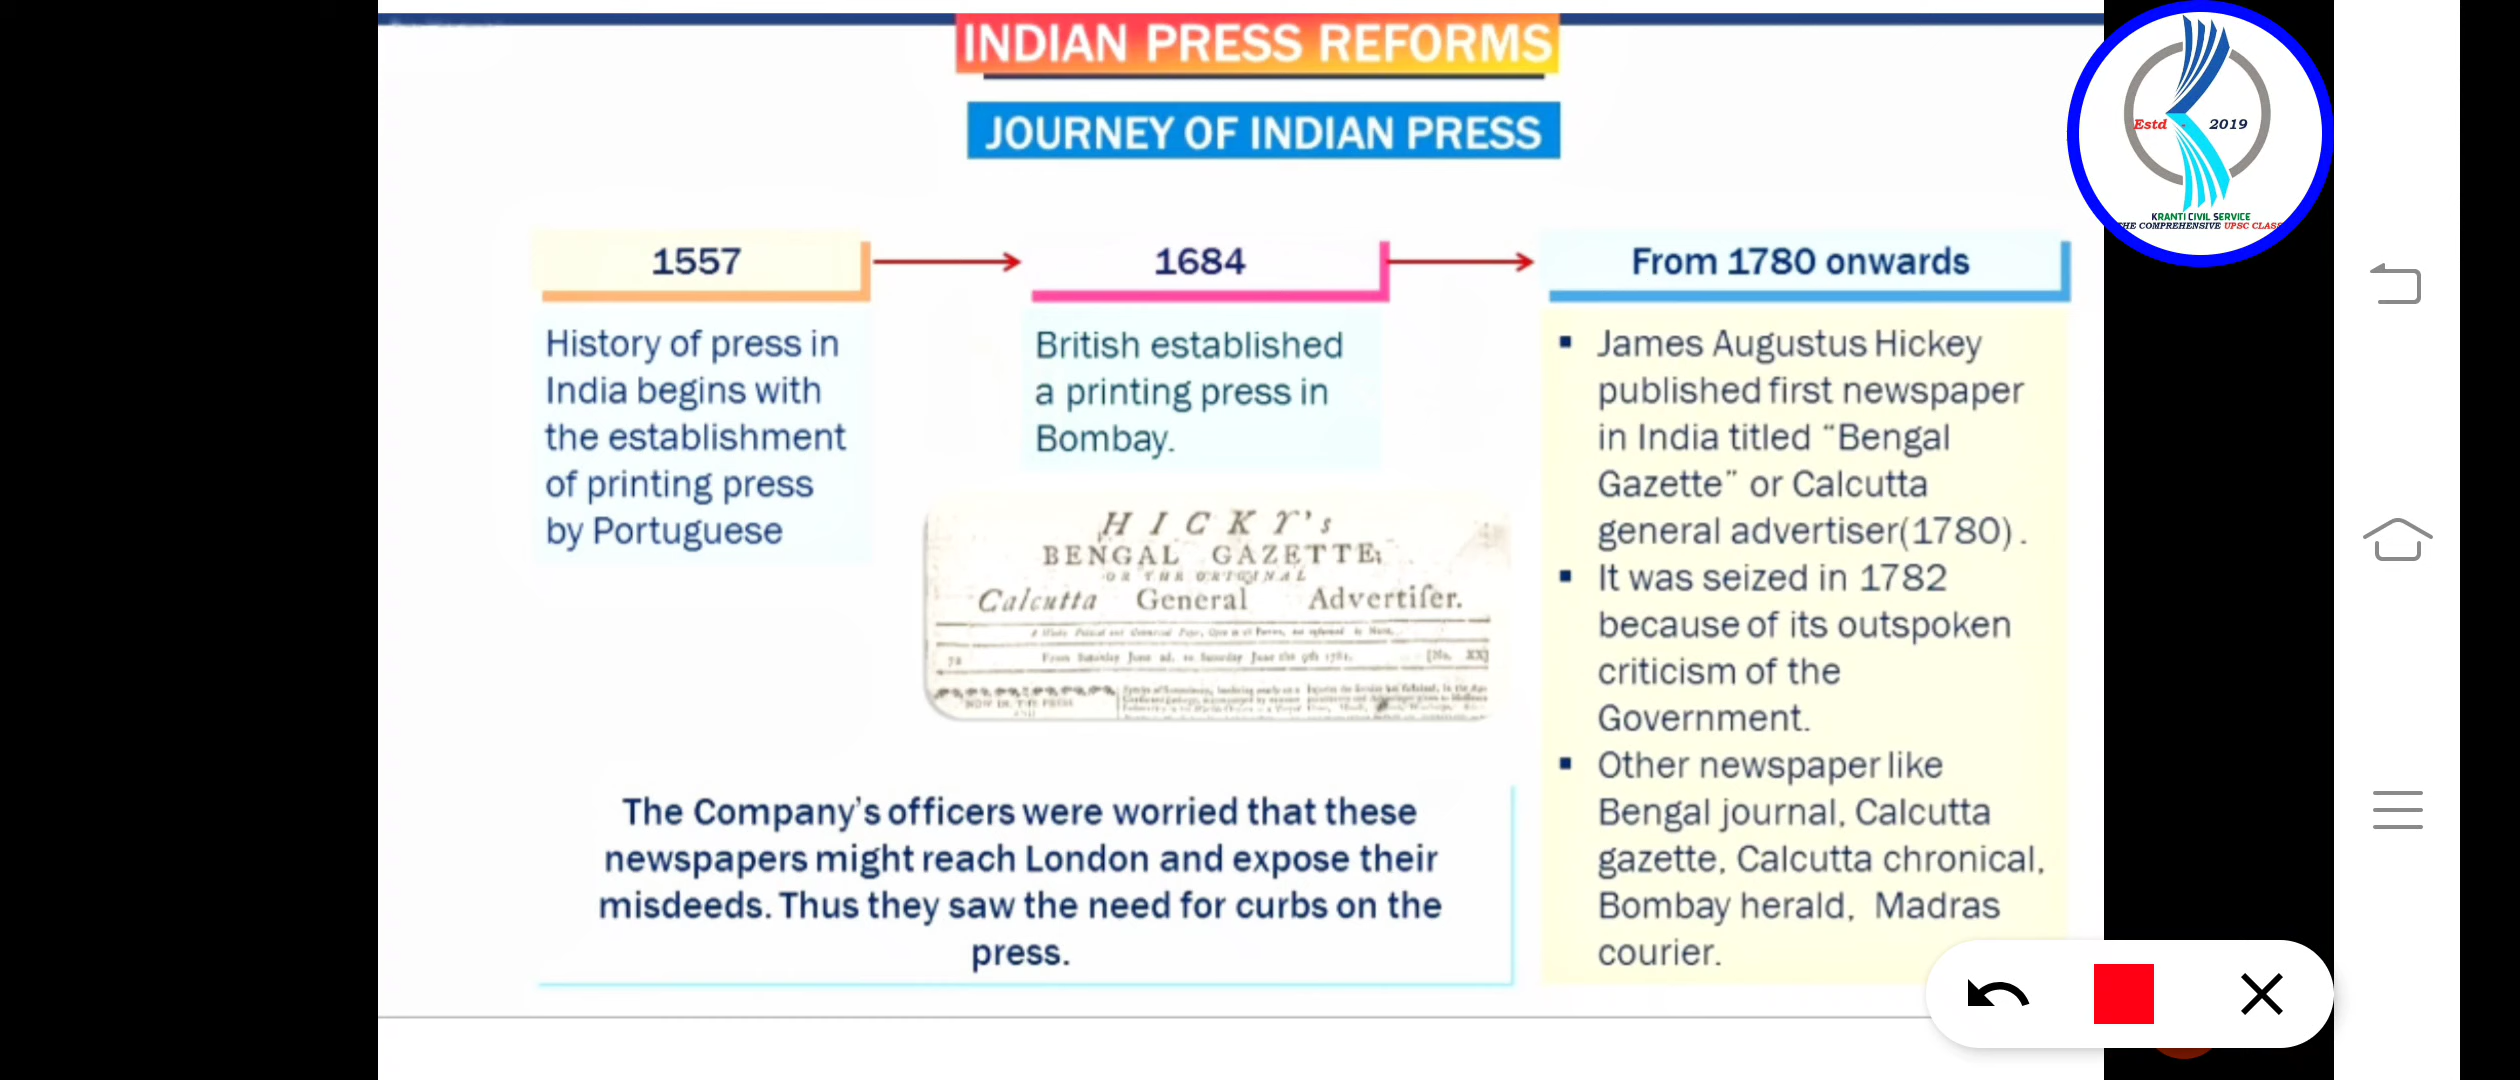 INDIAN PRESS REFORMS
JOURNEY OF INDIAN PRESS
Estd 2019
KRANTI CIVIL SERVICE
THE COMPREHENSIVE UPSC CLASS
1557
History of press in
India begins with
the establishment
of printing press
by Portuguese
1684
British established
a printing press in
Bombay.
HICKY's
BENGAL GAZETTE;
OR THE ORIGINAL
Calcutta General Advertiſer.
The Company's officers were worried that these
newspapers might reach London and expose their
misdeeds. Thus they saw the need for curbs on the
press.
From 1780 onwards
▪ James Augustus Hickey
published first newspaper
in India titled “Bengal
Gazette” or Calcutta
general advertiser(1780) .
▪ It was seized in 1782
because of its outspoken
criticism of the
Government.
▪ Other newspaper like
Bengal journal, Calcutta
gazette, Calcutta chronical,
Bombay herald, Madras
courier.